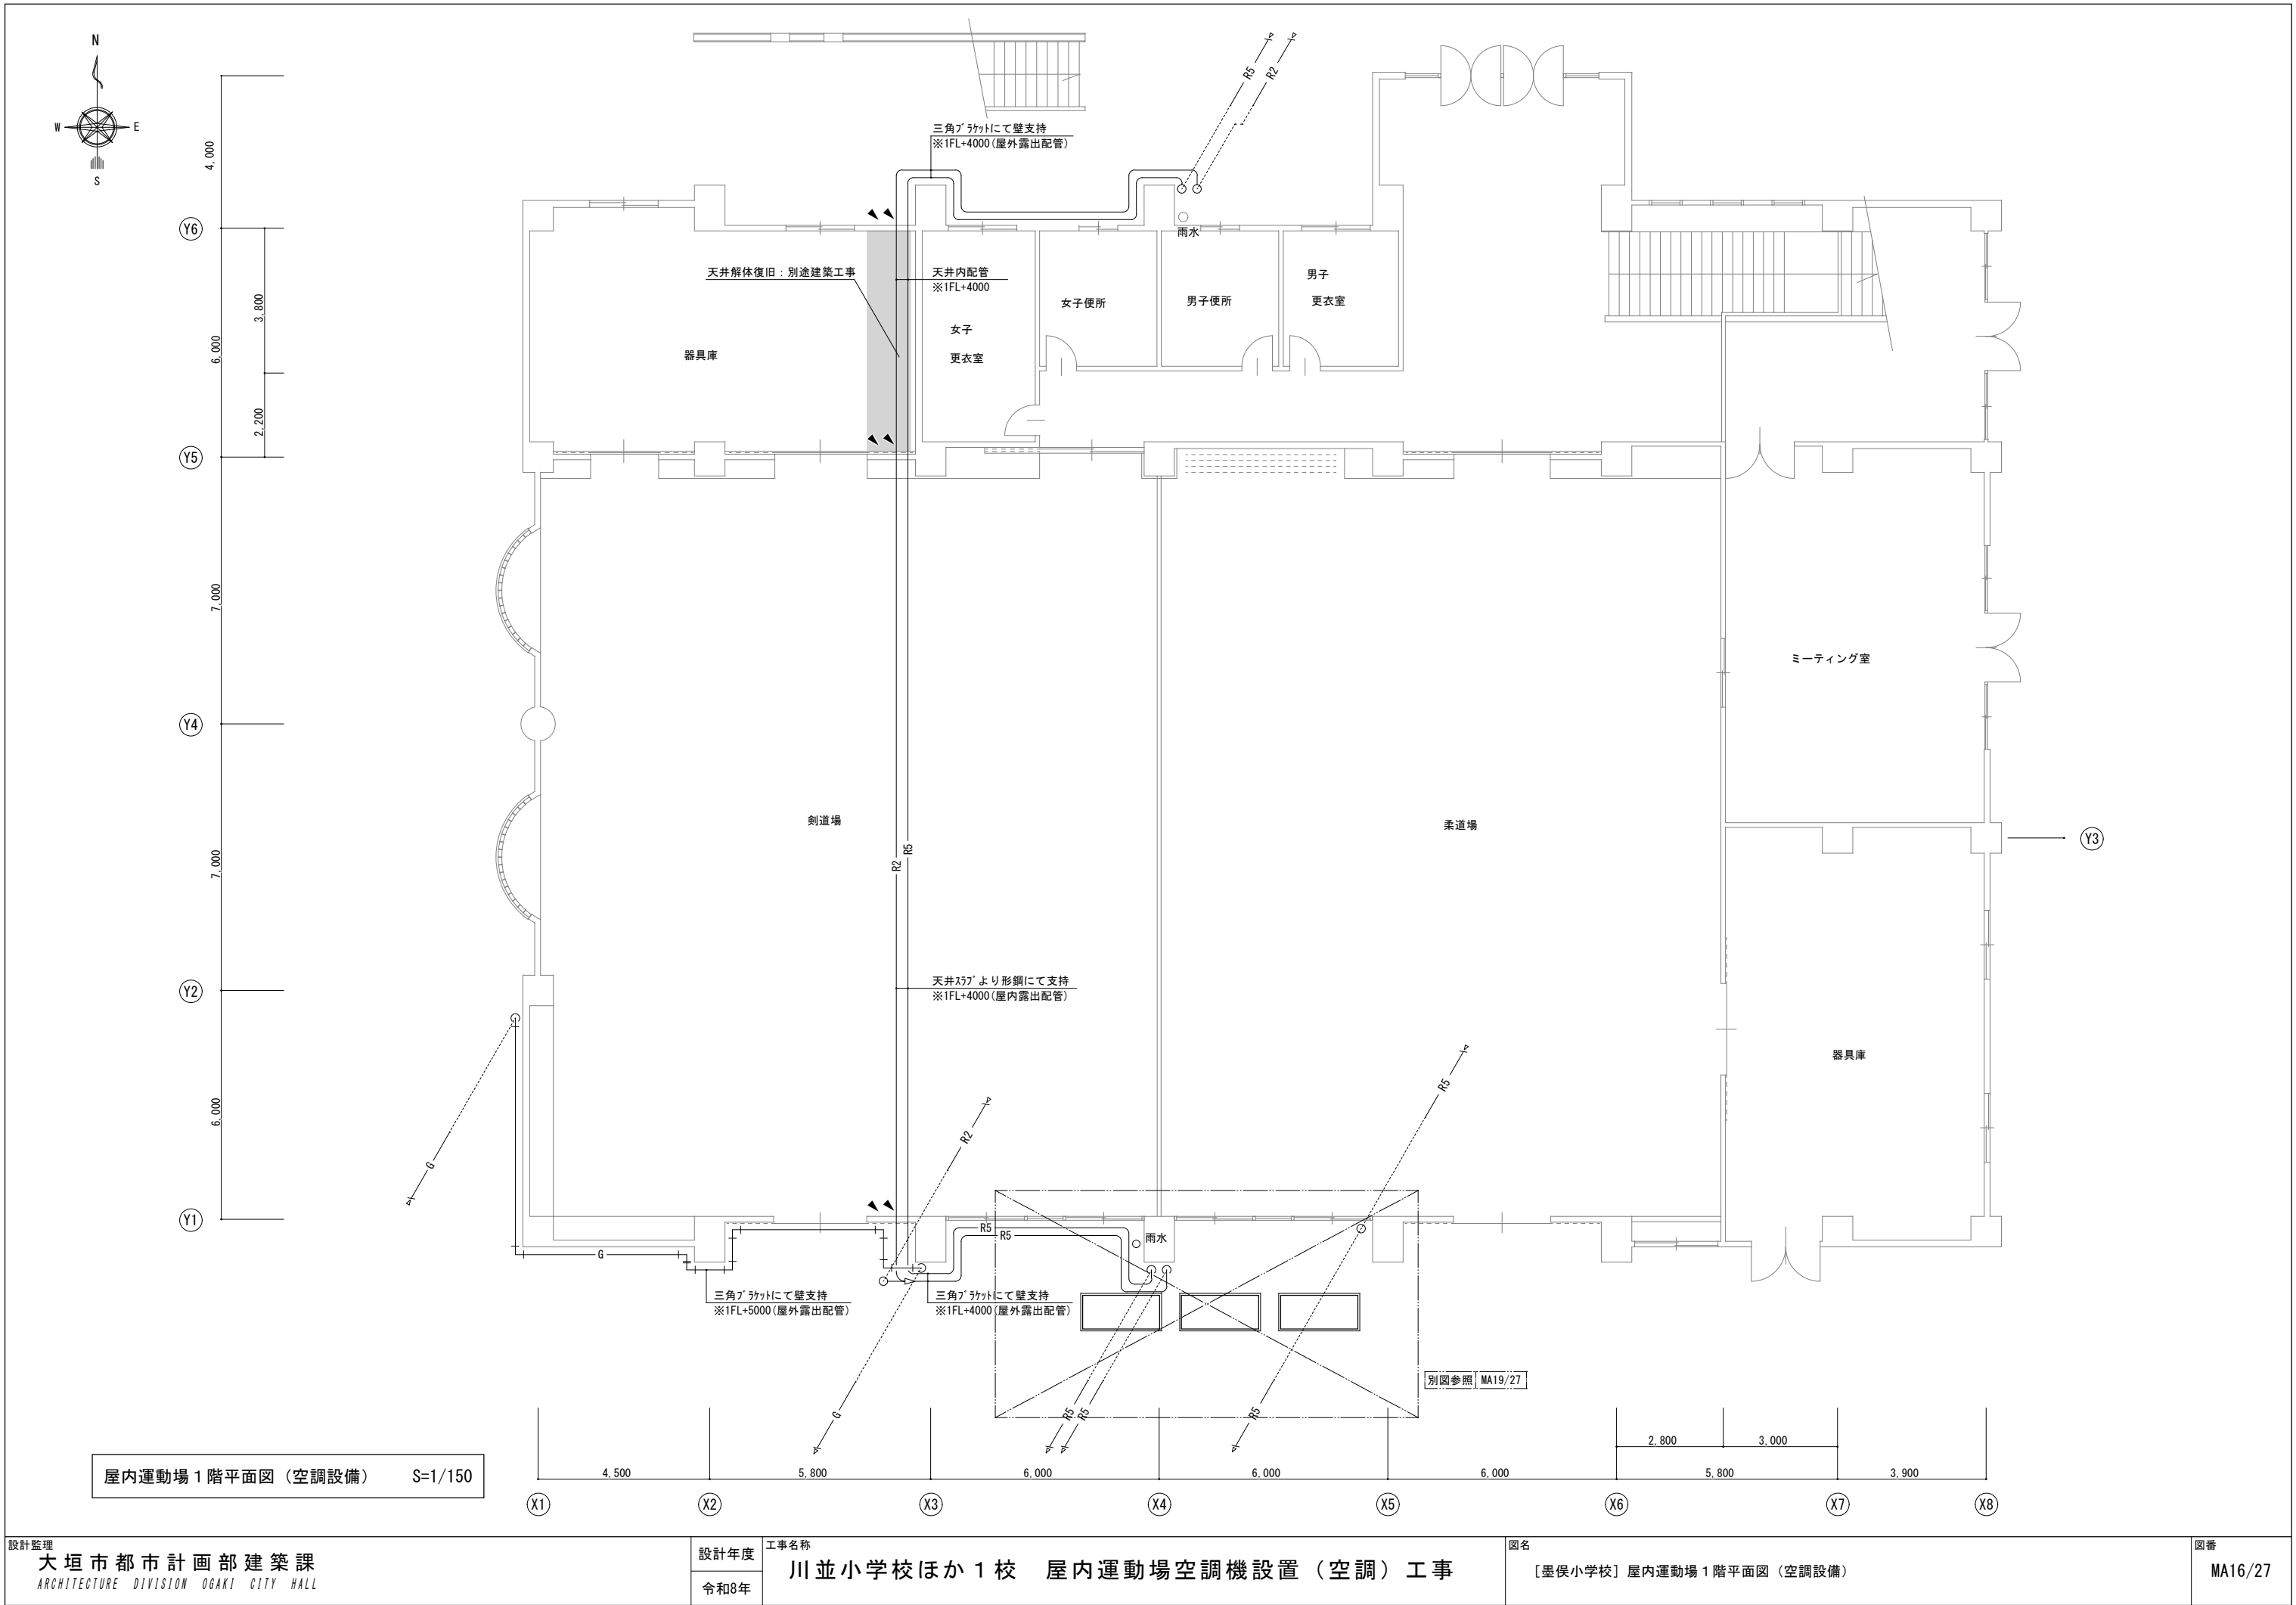 N
W E
S
4,000
R5
R2
三角ブラケットにて壁支持
※1FL+4000(屋外露出配管)
Y6
雨水
天井解体復旧：別途建築工事
天井内配管
※1FL+4000
3,800
6,000
2,200
器具庫
女子
更衣室
女子便所
男子便所
男子
更衣室
Y5
7,000
ミーティング室
Y4
剣道場
柔道場
Y3
7,000
R2
R5
天井スラブより形鋼にて支持
※1FL+4000(屋内露出配管)
Y2
器具庫
6,000
G
R2
R5
Y1
R5
R5
雨水
G
三角ブラケットにて壁支持
※1FL+5000(屋外露出配管)
三角ブラケットにて壁支持
※1FL+4000(屋外露出配管)
別図参照 MA19/27
G
R5
R5
R5
2,800
3,000
4,500
5,800
6,000
6,000
6,000
5,800
3,900
X1
X2
X3
X4
X5
X6
X7
X8
屋内運動場１階平面図（空調設備） S=1/150
設計監理
大垣市都市計画部建築課
ARCHITECTURE DIVISION OGAKI CITY HALL
設計年度
令和8年
工事名称
川並小学校ほか１校 屋内運動場空調機設置（空調）工事
図名
［墨俣小学校］屋内運動場１階平面図（空調設備）
図番
MA16/27